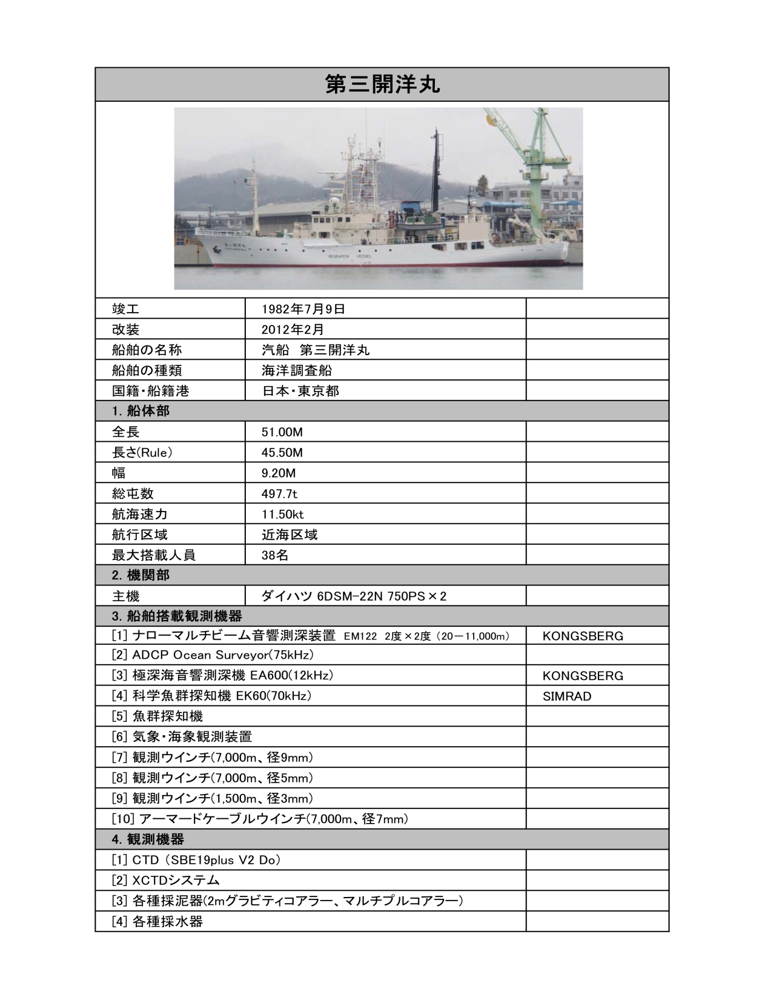 第三開洋丸
RESEARCH VESSEL
竣工 1982年7月9日
改装 2012年2月
船舶の名称 汽船 第三開洋丸
船舶の種類 海洋調査船
国籍・船籍港 日本・東京都
1. 船体部
全長 51.00M
長さ(Rule) 45.50M
幅 9.20M
総屯数 497.7t
航海速力 11.50kt
航行区域 近海区域
最大搭載人員 38名
2. 機関部
主機 ダイハツ 6DSM-22N 750PS×2
3. 船舶搭載観測機器
[1] ナローマルチビーム音響測深装置 EM122 2度×2度（20－11,000m） KONGSBERG
[2] ADCP Ocean Surveyor(75kHz)
[3] 極深海音響測深機 EA600(12kHz) KONGSBERG
[4] 科学魚群探知機 EK60(70kHz) SIMRAD
[5] 魚群探知機
[6] 気象・海象観測装置
[7] 観測ウインチ(7,000m、径9mm)
[8] 観測ウインチ(7,000m、径5mm)
[9] 観測ウインチ(1,500m、径3mm)
[10] アーマードケーブルウインチ(7,000m、径7mm)
4. 観測機器
[1] CTD（SBE19plus V2 Do）
[2] XCTDシステム
[3] 各種採泥器(2mグラビティコアラー、マルチプルコアラー)
[4] 各種採水器